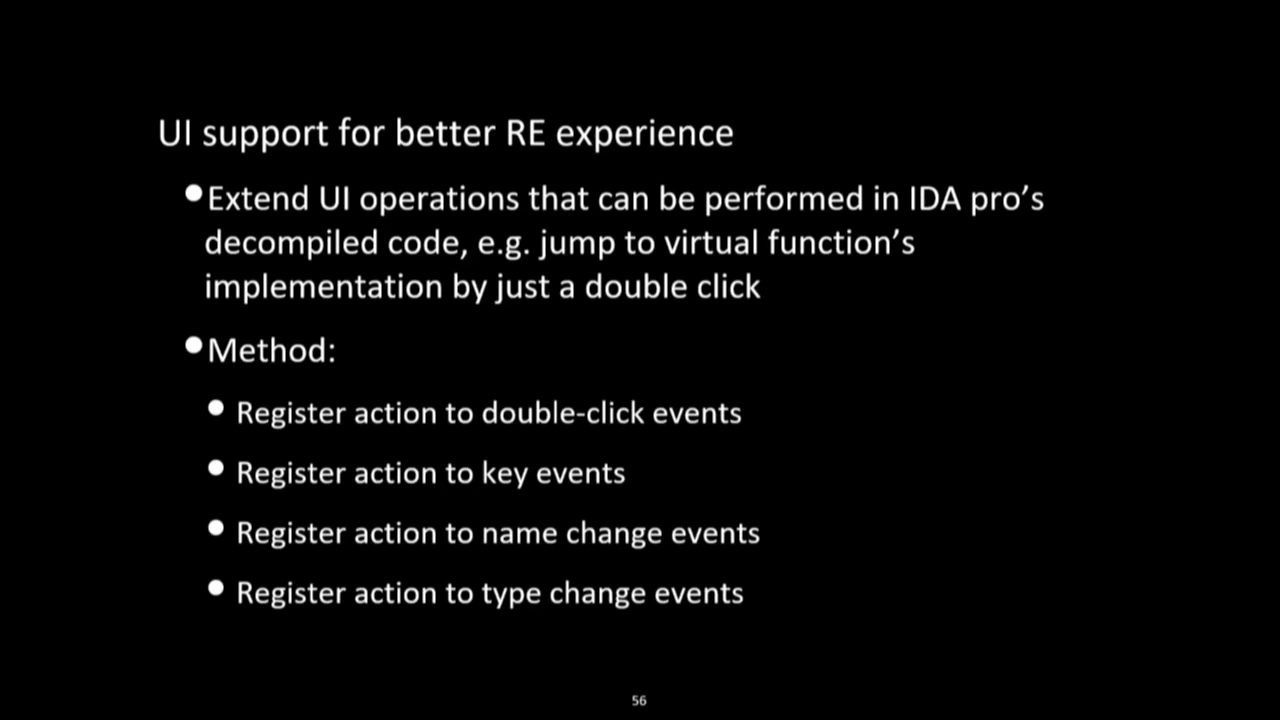 UI support for better RE experience
•Extend UI operations that can be performed in IDA pro’s
decompiled code, e.g. jump to virtual function’s
implementation by just a double click
•Method:
• Register action to double-click events
• Register action to key events
• Register action to name change events
• Register action to type change events
56